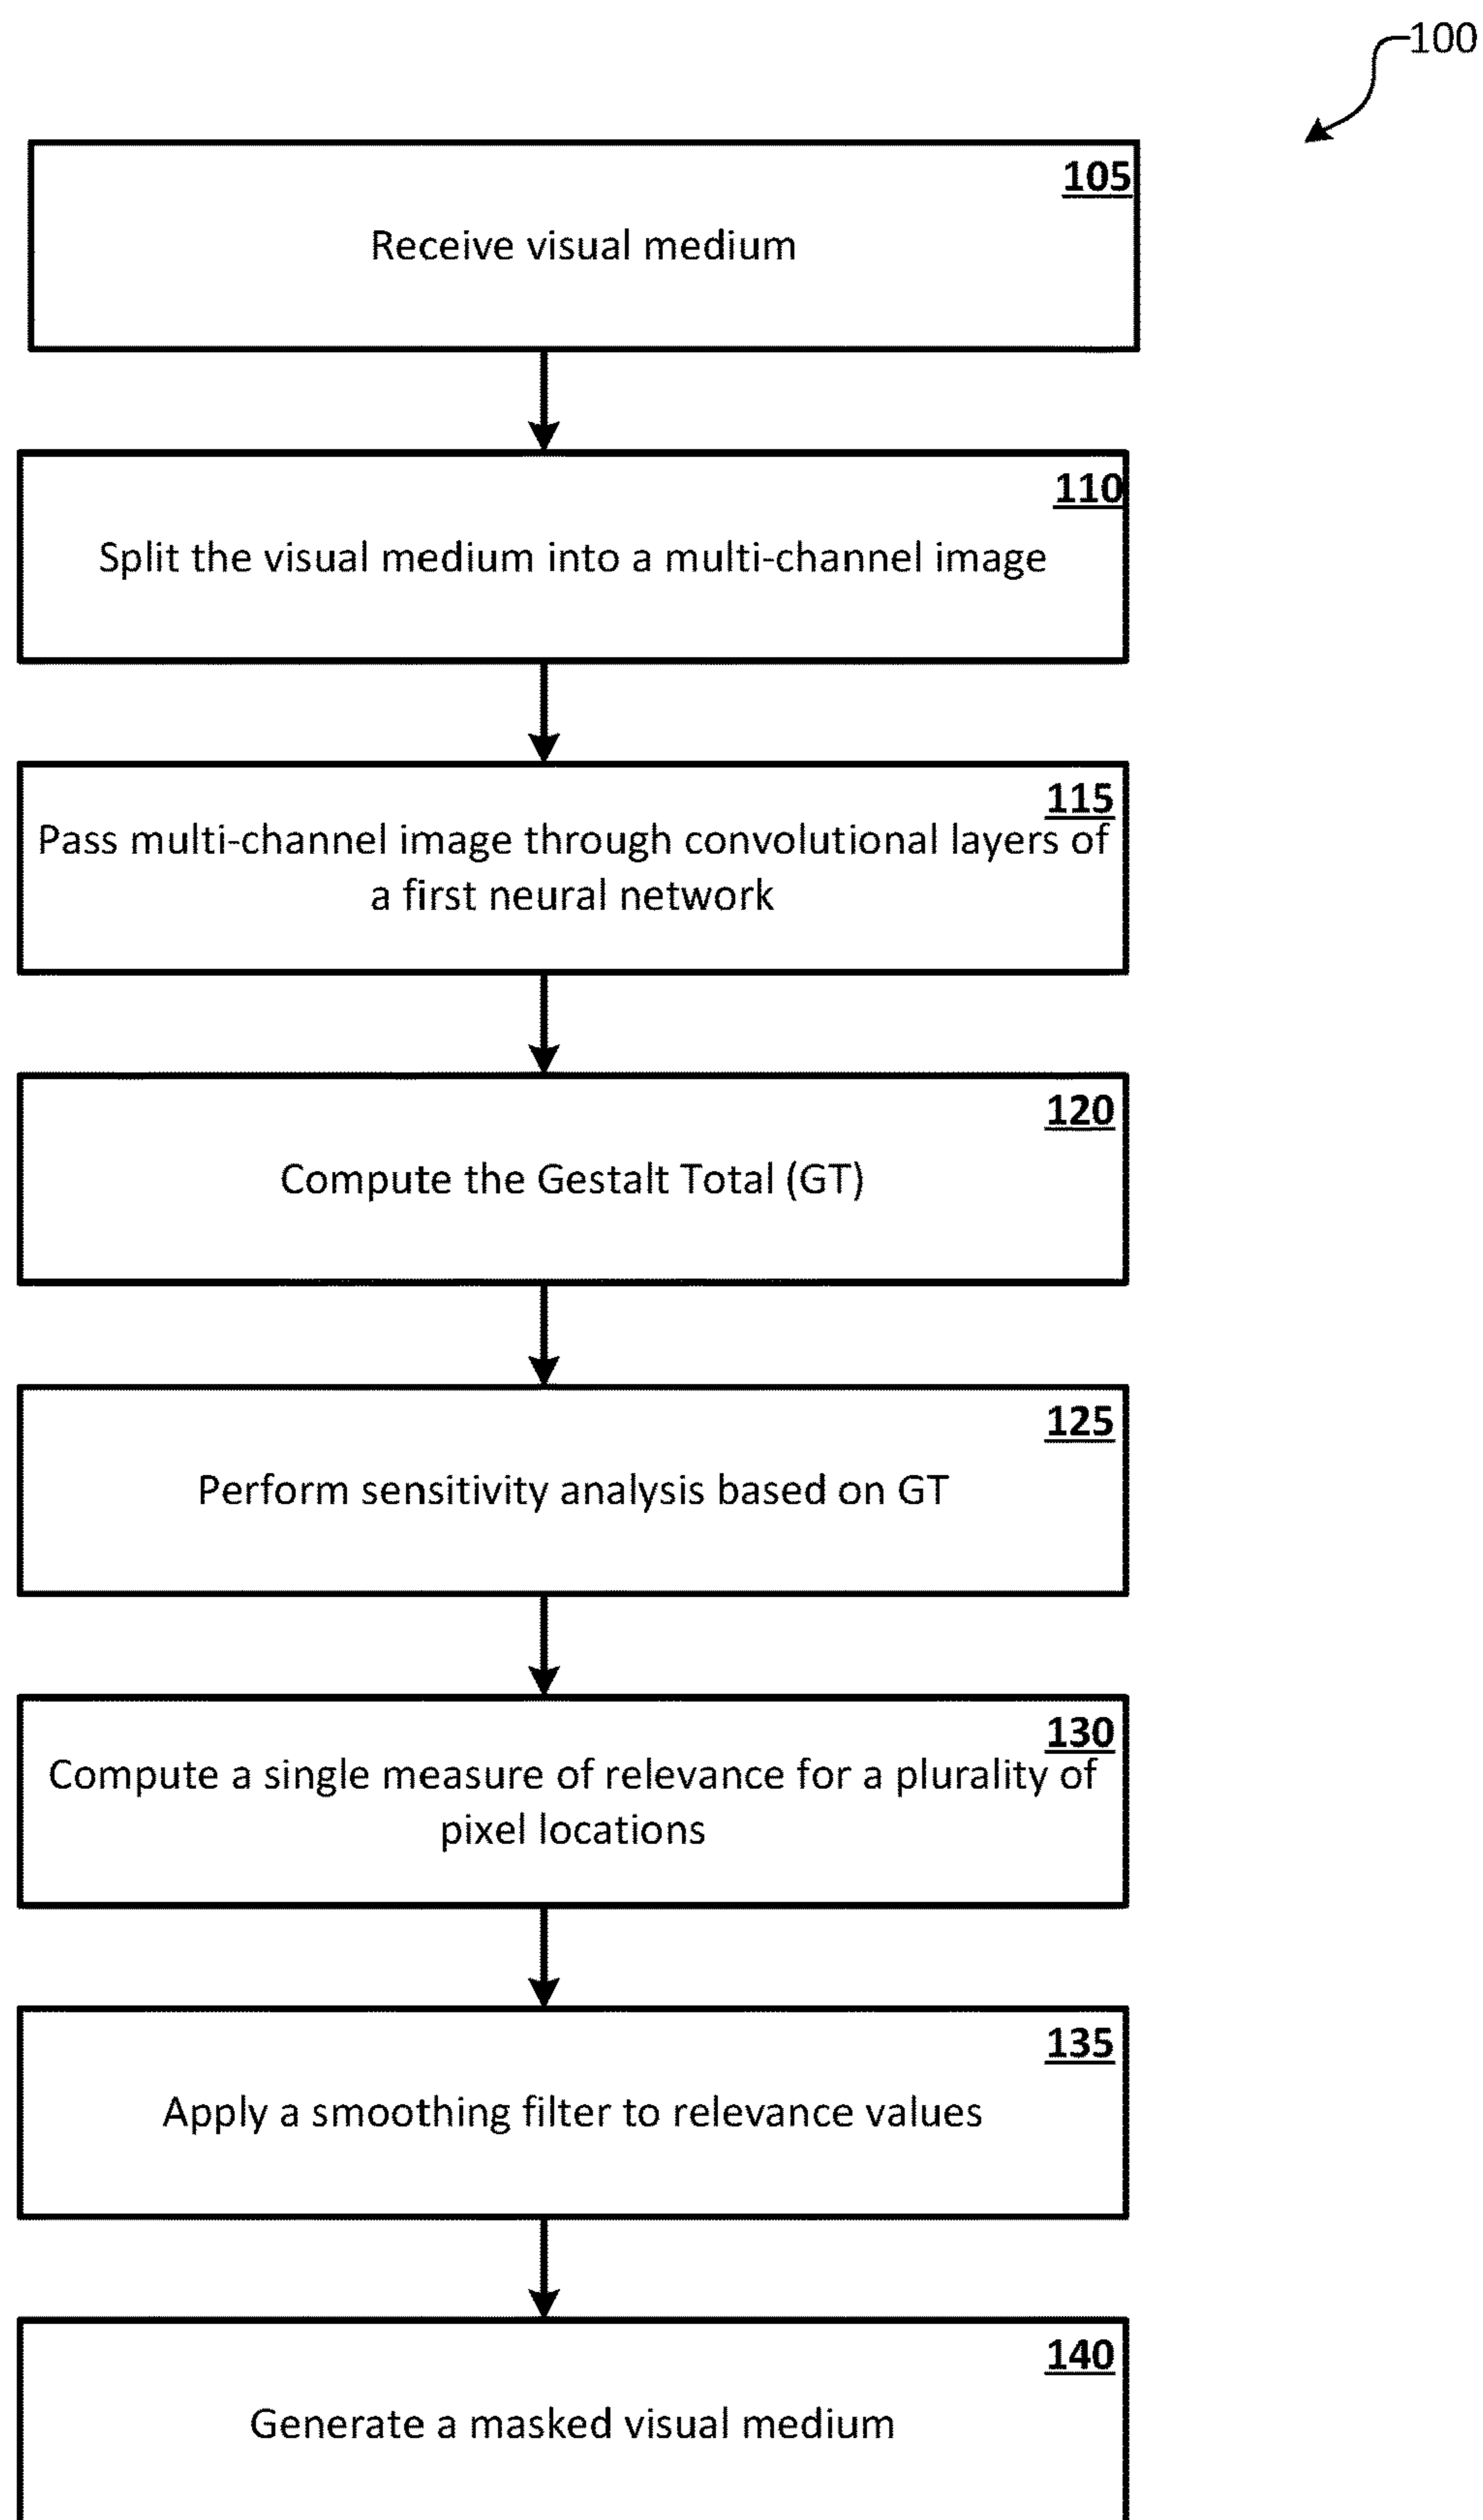 100
105
Receive visual medium
110
Split the visual medium into a multi-channel image
115
Pass multi-channel image through convolutional layers of
a first neural network
120
Compute the Gestalt Total (GT)
125
Perform sensitivity analysis based on GT
130
Compute a single measure of relevance for a plurality of
pixel locations
135
Apply a smoothing filter to relevance values
140
Generate a masked visual medium